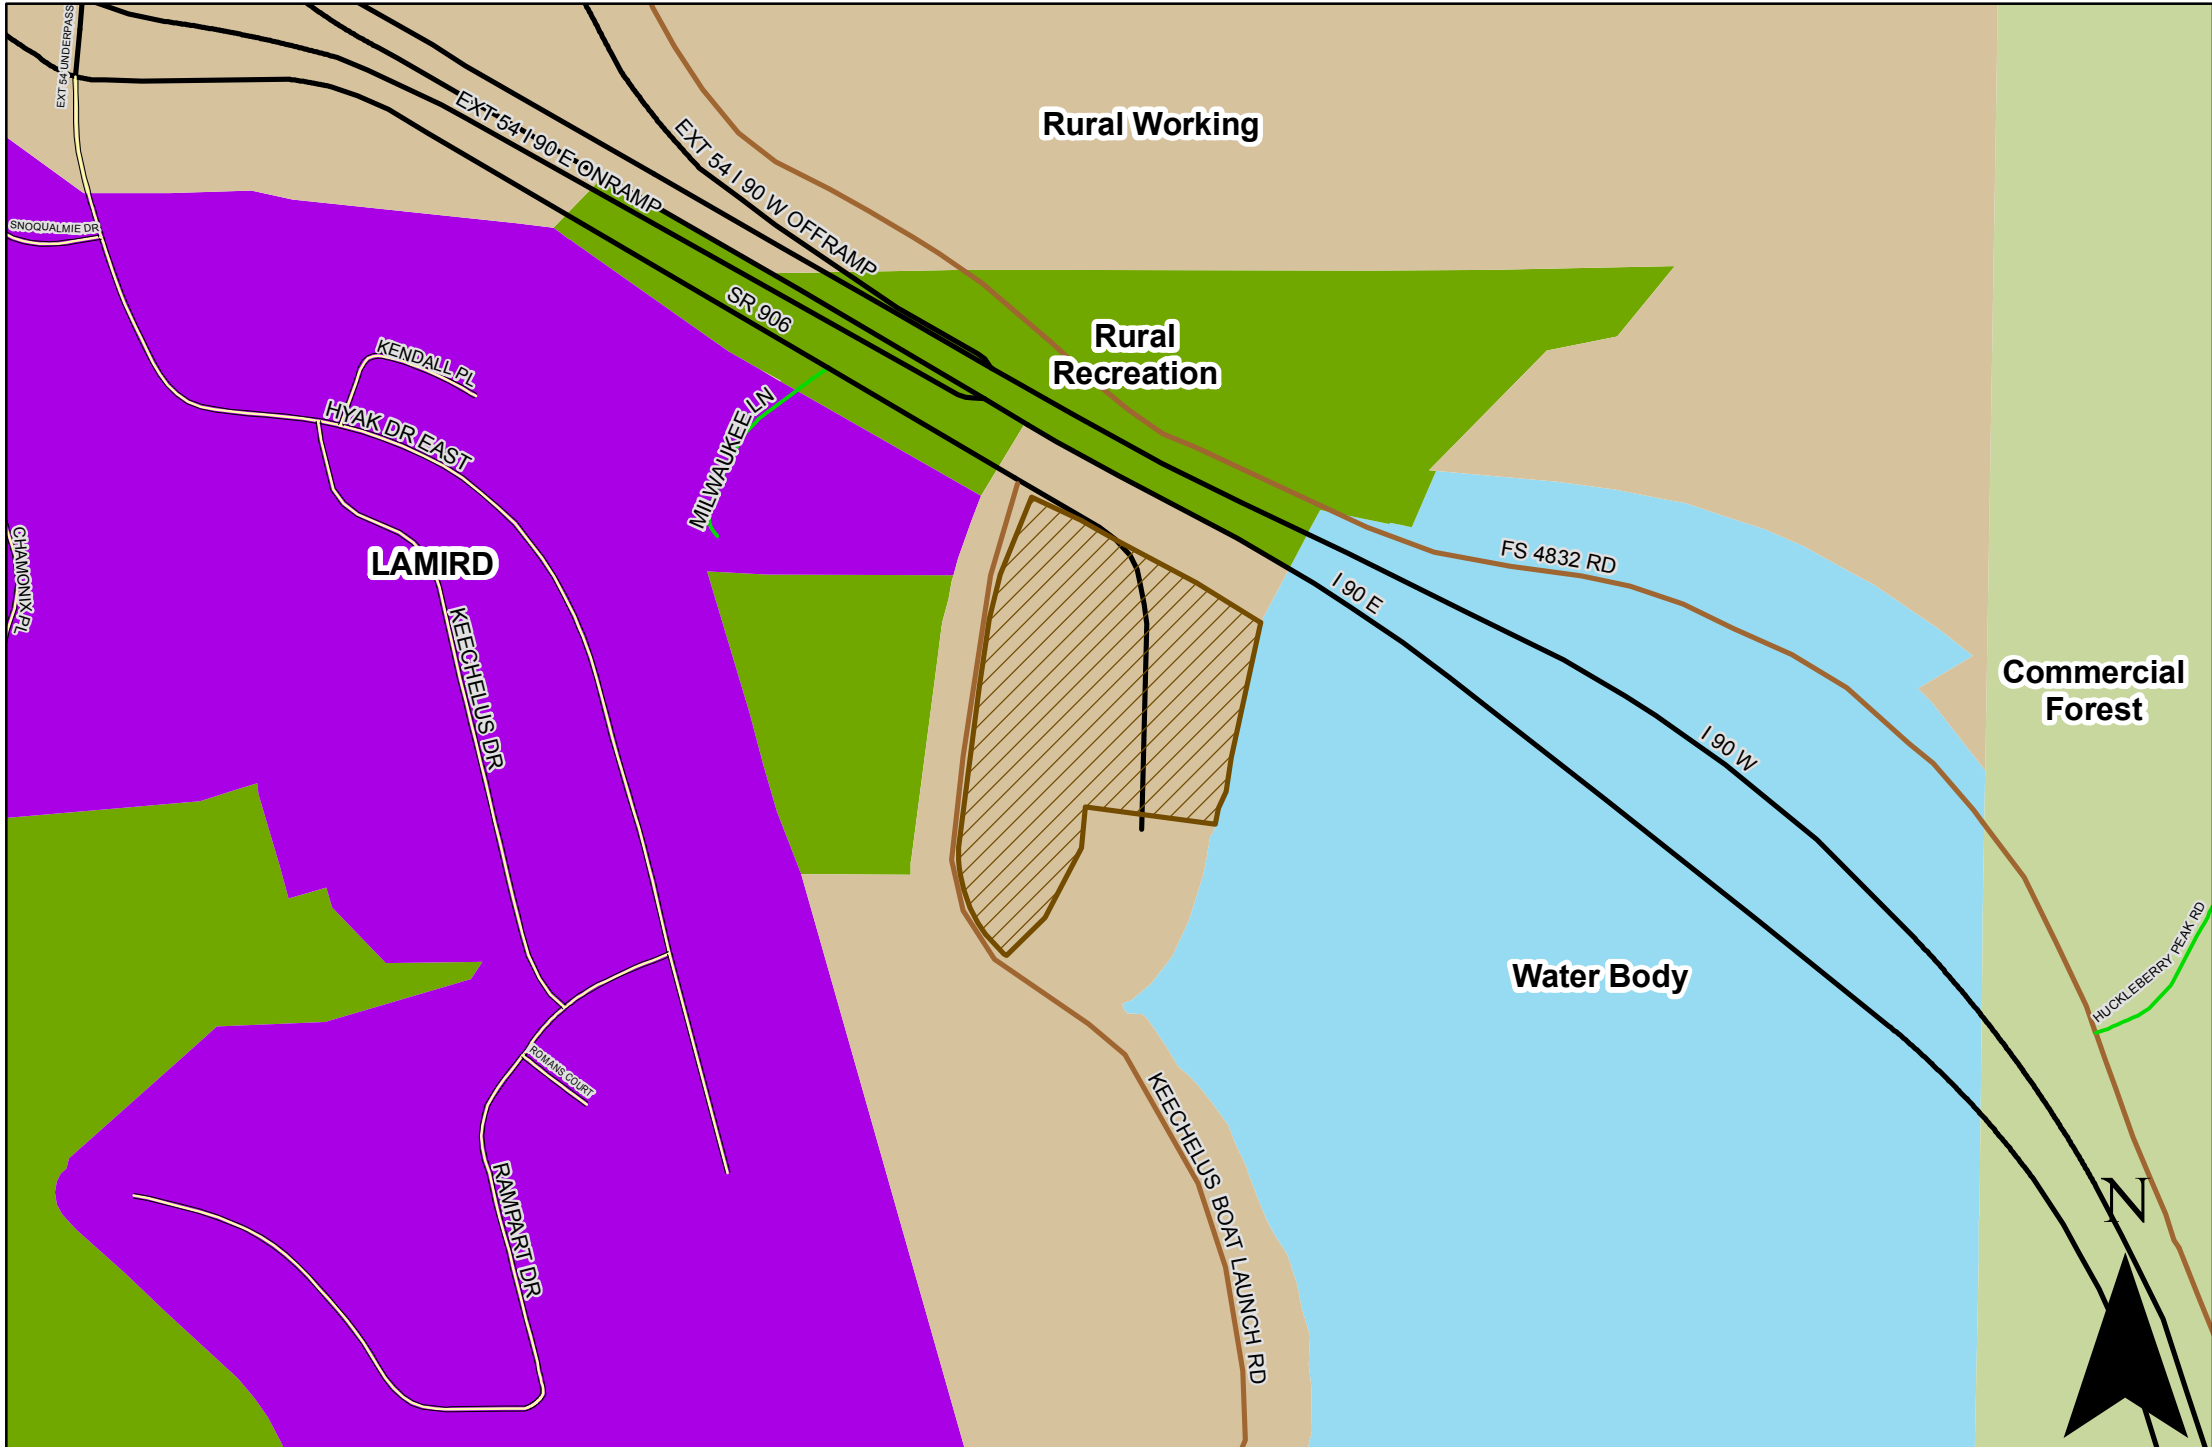 EXT 54 UNDERPASS
EXT 54 I 90 E ONRAMP
EXT 54 I 90 W OFFRAMP
Rural Working
SNOQUALMIE DR
SR 906
Rural
Recreation
KENDALL PL
HYAK DR EAST
MILWAUKEE LN
CHAMONIX PL
LAMIRD
FS 4832 RD
I 90 E
KEECHELUS DR
Commercial
Forest
I 90 W
HUCKLEBERRY PEAK RD
Water Body
ROMANS COURT
KEECHELUS BOAT LAUNCH RD
RAMPART DR
N